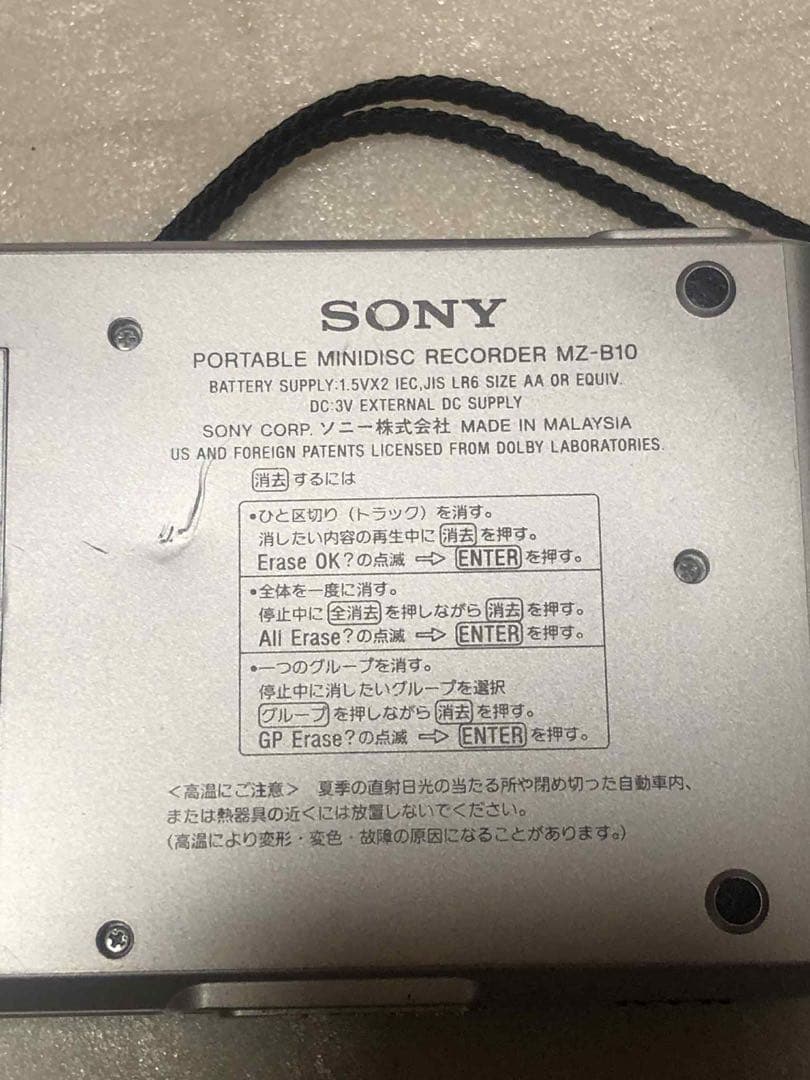 SONY
PORTABLE MINIDISC RECORDER MZ-B10
BATTERY SUPPLY:1.5VX2 IEC,JIS LR6 SIZE AA OR EQUIV.
DC:3V EXTERNAL DC SUPPLY
SONY CORP. ソニー株式会社 MADE IN MALAYSIA
US AND FOREIGN PATENTS LICENSED FROM DOLBY LABORATORIES.
消去するには
•ひと区切り（トラック）を消す。
消したい内容の再生中に消去を押す。
Erase OK?の点滅 ⇨ ENTERを押す。
•全体を一度に消す。
停止中に全消去を押しながら消去を押す。
All Erase?の点滅 ⇨ ENTERを押す。
•一つのグループを消す。
停止中に消したいグループを選択
グループを押しながら消去を押す。
GP Erase?の点滅 ⇨ ENTERを押す。
＜高温にご注意＞ 夏季の直射日光の当たる所や閉め切った自動車内、
または熱器具の近くには放置しないでください。
(高温により変形・変色・故障の原因になることがあります。)